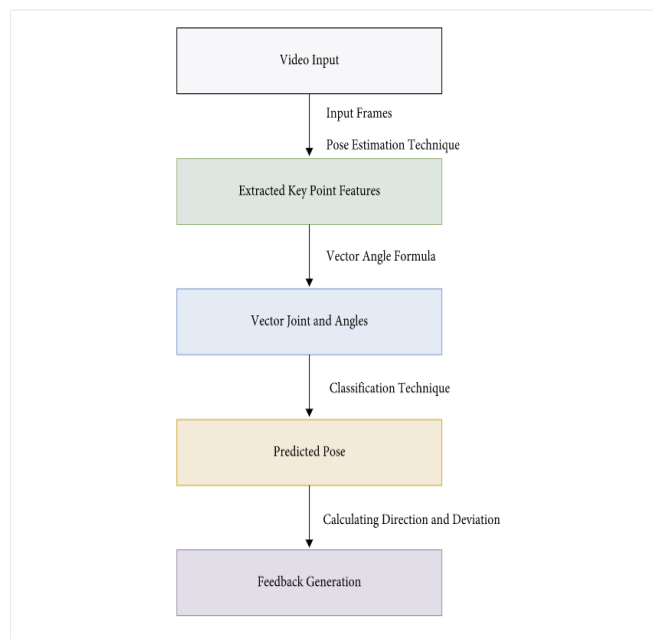 Video Input
Input Frames
Pose Estimation Technique
Extracted Key Point Features
Vector Angle Formula
Vector Joint and Angles
Classification Technique
Predicted Pose
Calculating Direction and Deviation
Feedback Generation